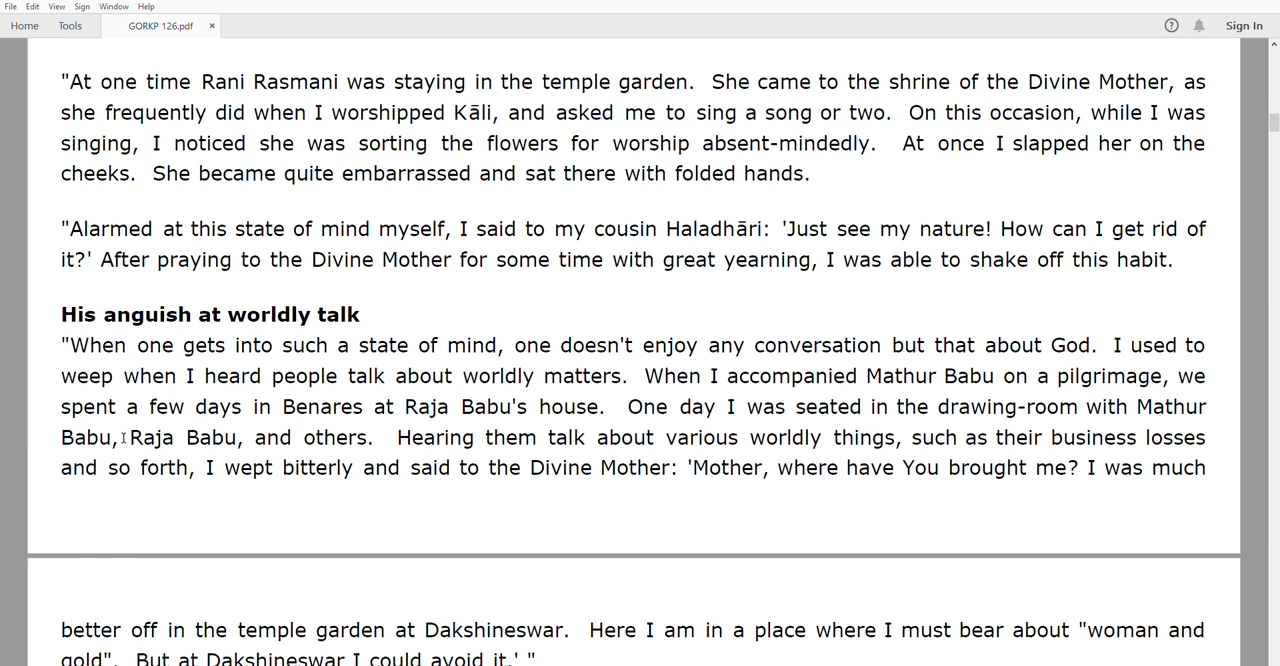 File Edit View Sign Window Help
Home Tools GORKP 126.pdf × Sign In
"At one time Rani Rasmani was staying in the temple garden. She came to the shrine of the Divine Mother, as
she frequently did when I worshipped Kāli, and asked me to sing a song or two. On this occasion, while I was
singing, I noticed she was sorting the flowers for worship absent-mindedly. At once I slapped her on the
cheeks. She became quite embarrassed and sat there with folded hands.
"Alarmed at this state of mind myself, I said to my cousin Haladhāri: 'Just see my nature! How can I get rid of
it?' After praying to the Divine Mother for some time with great yearning, I was able to shake off this habit.
His anguish at worldly talk
"When one gets into such a state of mind, one doesn't enjoy any conversation but that about God. I used to
weep when I heard people talk about worldly matters. When I accompanied Mathur Babu on a pilgrimage, we
spent a few days in Benares at Raja Babu's house. One day I was seated in the drawing-room with Mathur
Babu, Raja Babu, and others. Hearing them talk about various worldly things, such as their business losses
and so forth, I wept bitterly and said to the Divine Mother: 'Mother, where have You brought me? I was much
better off in the temple garden at Dakshineswar. Here I am in a place where I must bear about "woman and
gold". But at Dakshineswar I could avoid it.' "